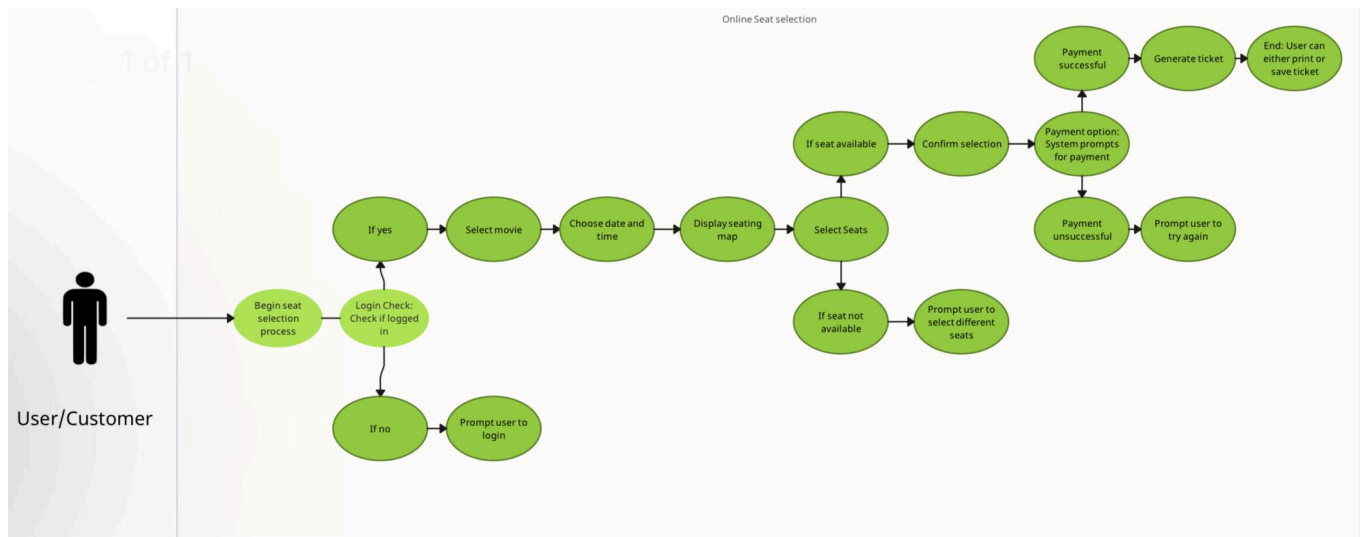 Online Seat selection
1 of 1
Payment
successful
Generate ticket
End: User can
either print or
save ticket
If seat available
Confirm selection
Payment option:
System prompts
for payment
If yes
Select movie
Choose date and
time
Display seating
map
Select Seats
Payment
unsuccessful
Prompt user to
try again
Begin seat
selection
process
Login Check:
Check if logged
in
If seat not
available
Prompt user to
select different
seats
User/Customer
If no
Prompt user to
login